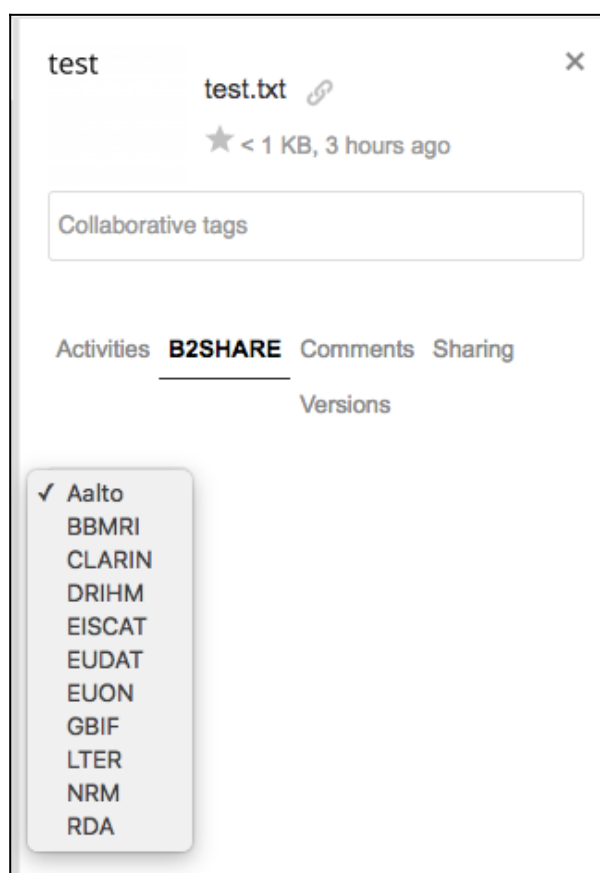 test
test.txt
< 1 KB, 3 hours ago
Collaborative tags
Activities B2SHARE Comments Sharing
Versions
✓ Aalto
BBMRI
CLARIN
DRIHM
EISCAT
EUDAT
EUON
GBIF
LTER
NRM
RDA